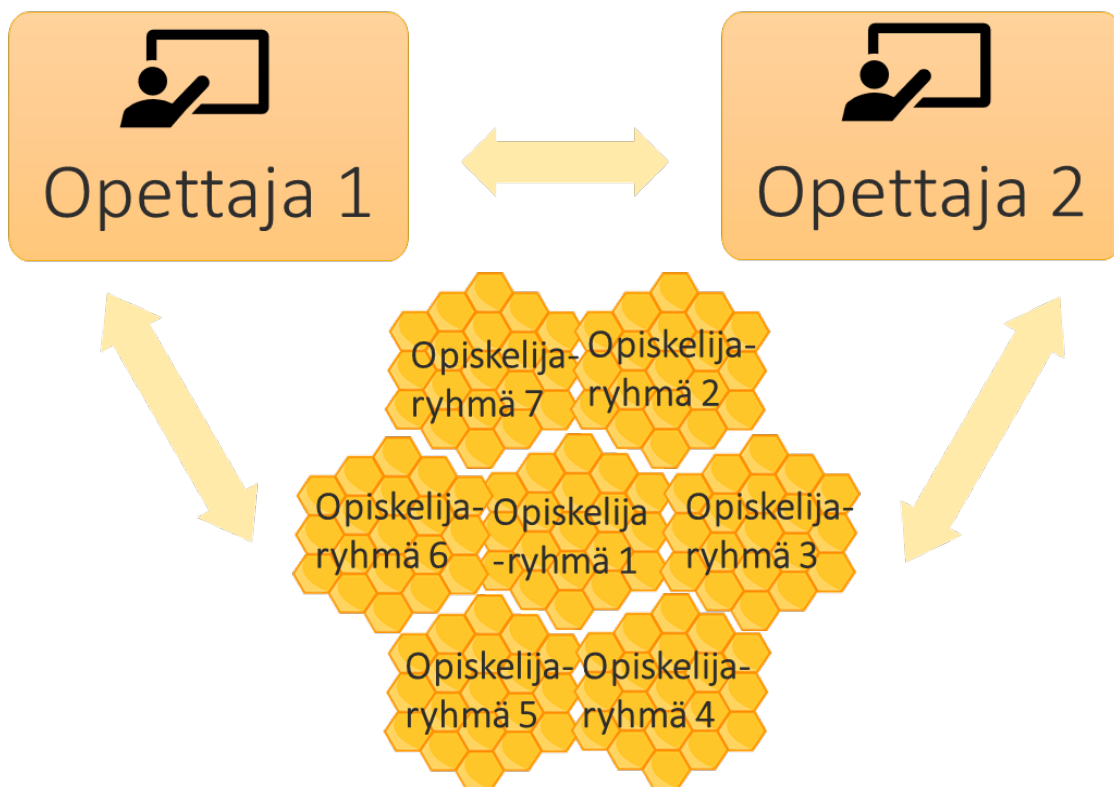 Opettaja 1
Opettaja 2
Opiskelija-
ryhmä 7
Opiskelija-
ryhmä 2
Opiskelija-
ryhmä 6
Opiskelija
-ryhmä 1
Opiskelija-
ryhmä 3
Opiskelija-
ryhmä 5
Opiskelija-
ryhmä 4